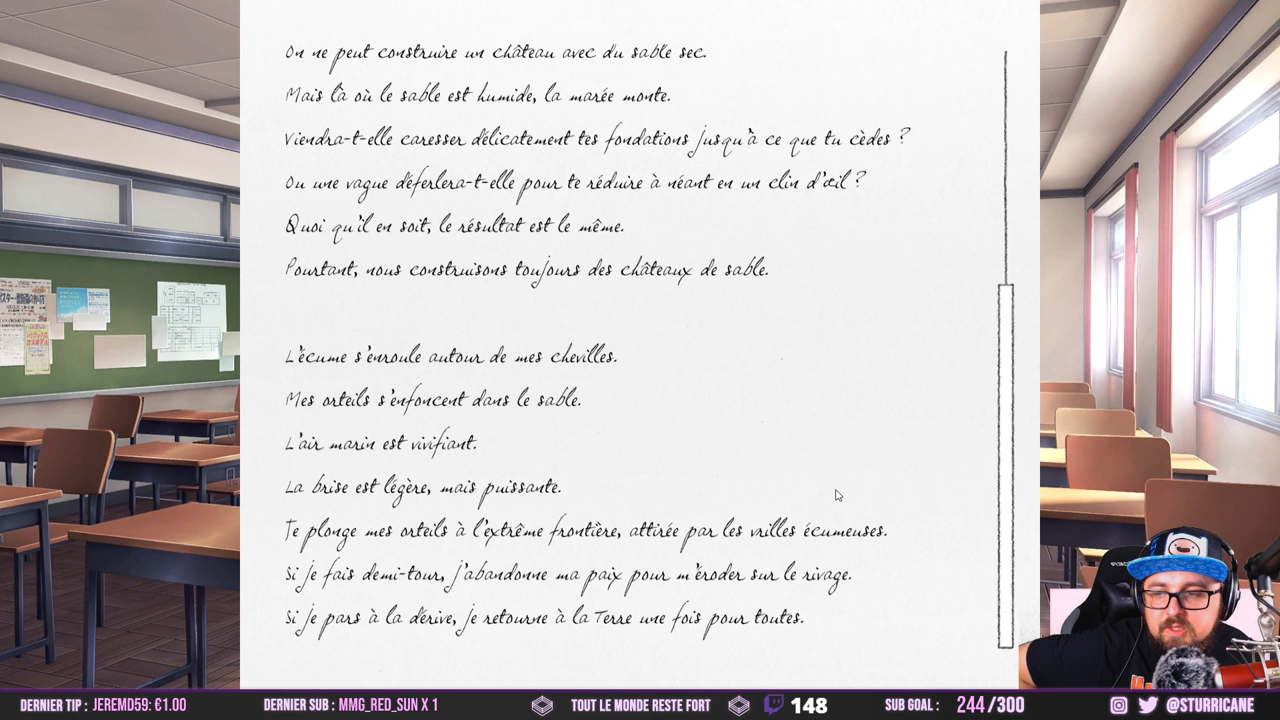 On ne peut construire un château avec du sable sec.
Mais là où le sable est humide, la marée monte.
Viendra-t-elle caresser délicatement tes fondations jusqu'à ce que tu cèdes ?
Ou une vague déferlera-t-elle pour te réduire à néant en un clin d'œil ?
Quoi qu'il en soit, le résultat est le même.
Pourtant, nous construisons toujours des châteaux de sable.
L'écume s'enroule autour de mes chevilles.
Mes orteils s'enfoncent dans le sable.
L'air marin est vivifiant.
La brise est légère, mais puissante.
Je plonge mes orteils à l'extrême frontière, attirée par les vrilles écumeuses.
Si je fais demi-tour, j'abandonne ma paix pour m'éroder sur le rivage.
Si je pars à la dérive, je retourne à la Terre une fois pour toutes.
DERNIER TIP : JEREMD59: €1.00 DERNIER SUB : MMG_RED_SUN X 1 TOUT LE MONDE RESTE FORT 148 SUB GOAL : 244/300 @STURRICANE